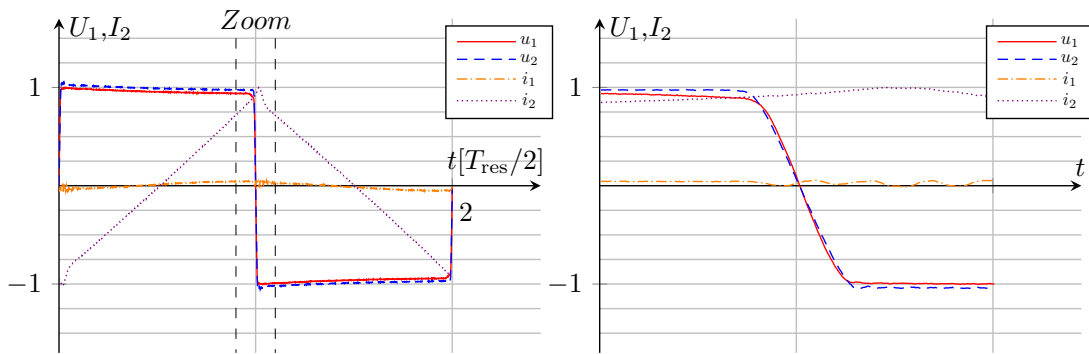 Zoom
U₁,I₂
u₁
u₂
i₁
i₂
1
t[T_res/2]
2
−1
U₁,I₂
u₁
u₂
i₁
i₂
1
t
−1